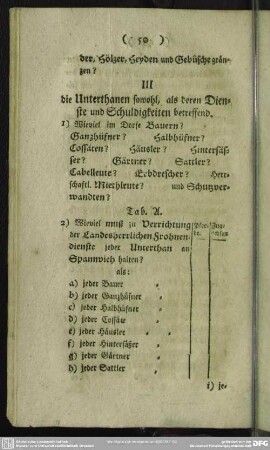 ( 50 )
der, Hölzer, Heyden und Gebüsche grän-
zen?
III
die Unterthanen sowohl, als deren Dien-
ste und Schuldigkeiten betreffend.
1) Wieviel im Dorfe Bauern?
Ganzhüfner? Halbhüfner?
Cossäten? Häusler? Hintersäß-
ser? Gärtner? Sattler?
Cabelleute? Erbdrescher? Herr-
schaftl. Miethleute? und Schutzver-
wandten?
Tab. A.
2) Wieviel muß zu Verrichtung
der Landesherrlichen Frohnen-
dienste jeder Unterthan an
Spannvieh halten?
als:
a) jeder Bauer „
b) jeder Ganzhüfner „
c) jeder Halbhüfner „
d) jeder Cossäte „
e) jeder Häusler „ „
f) jeder Hintersäßer „
g) jeder Gärtner „
h) jeder Sattler „
i) je-